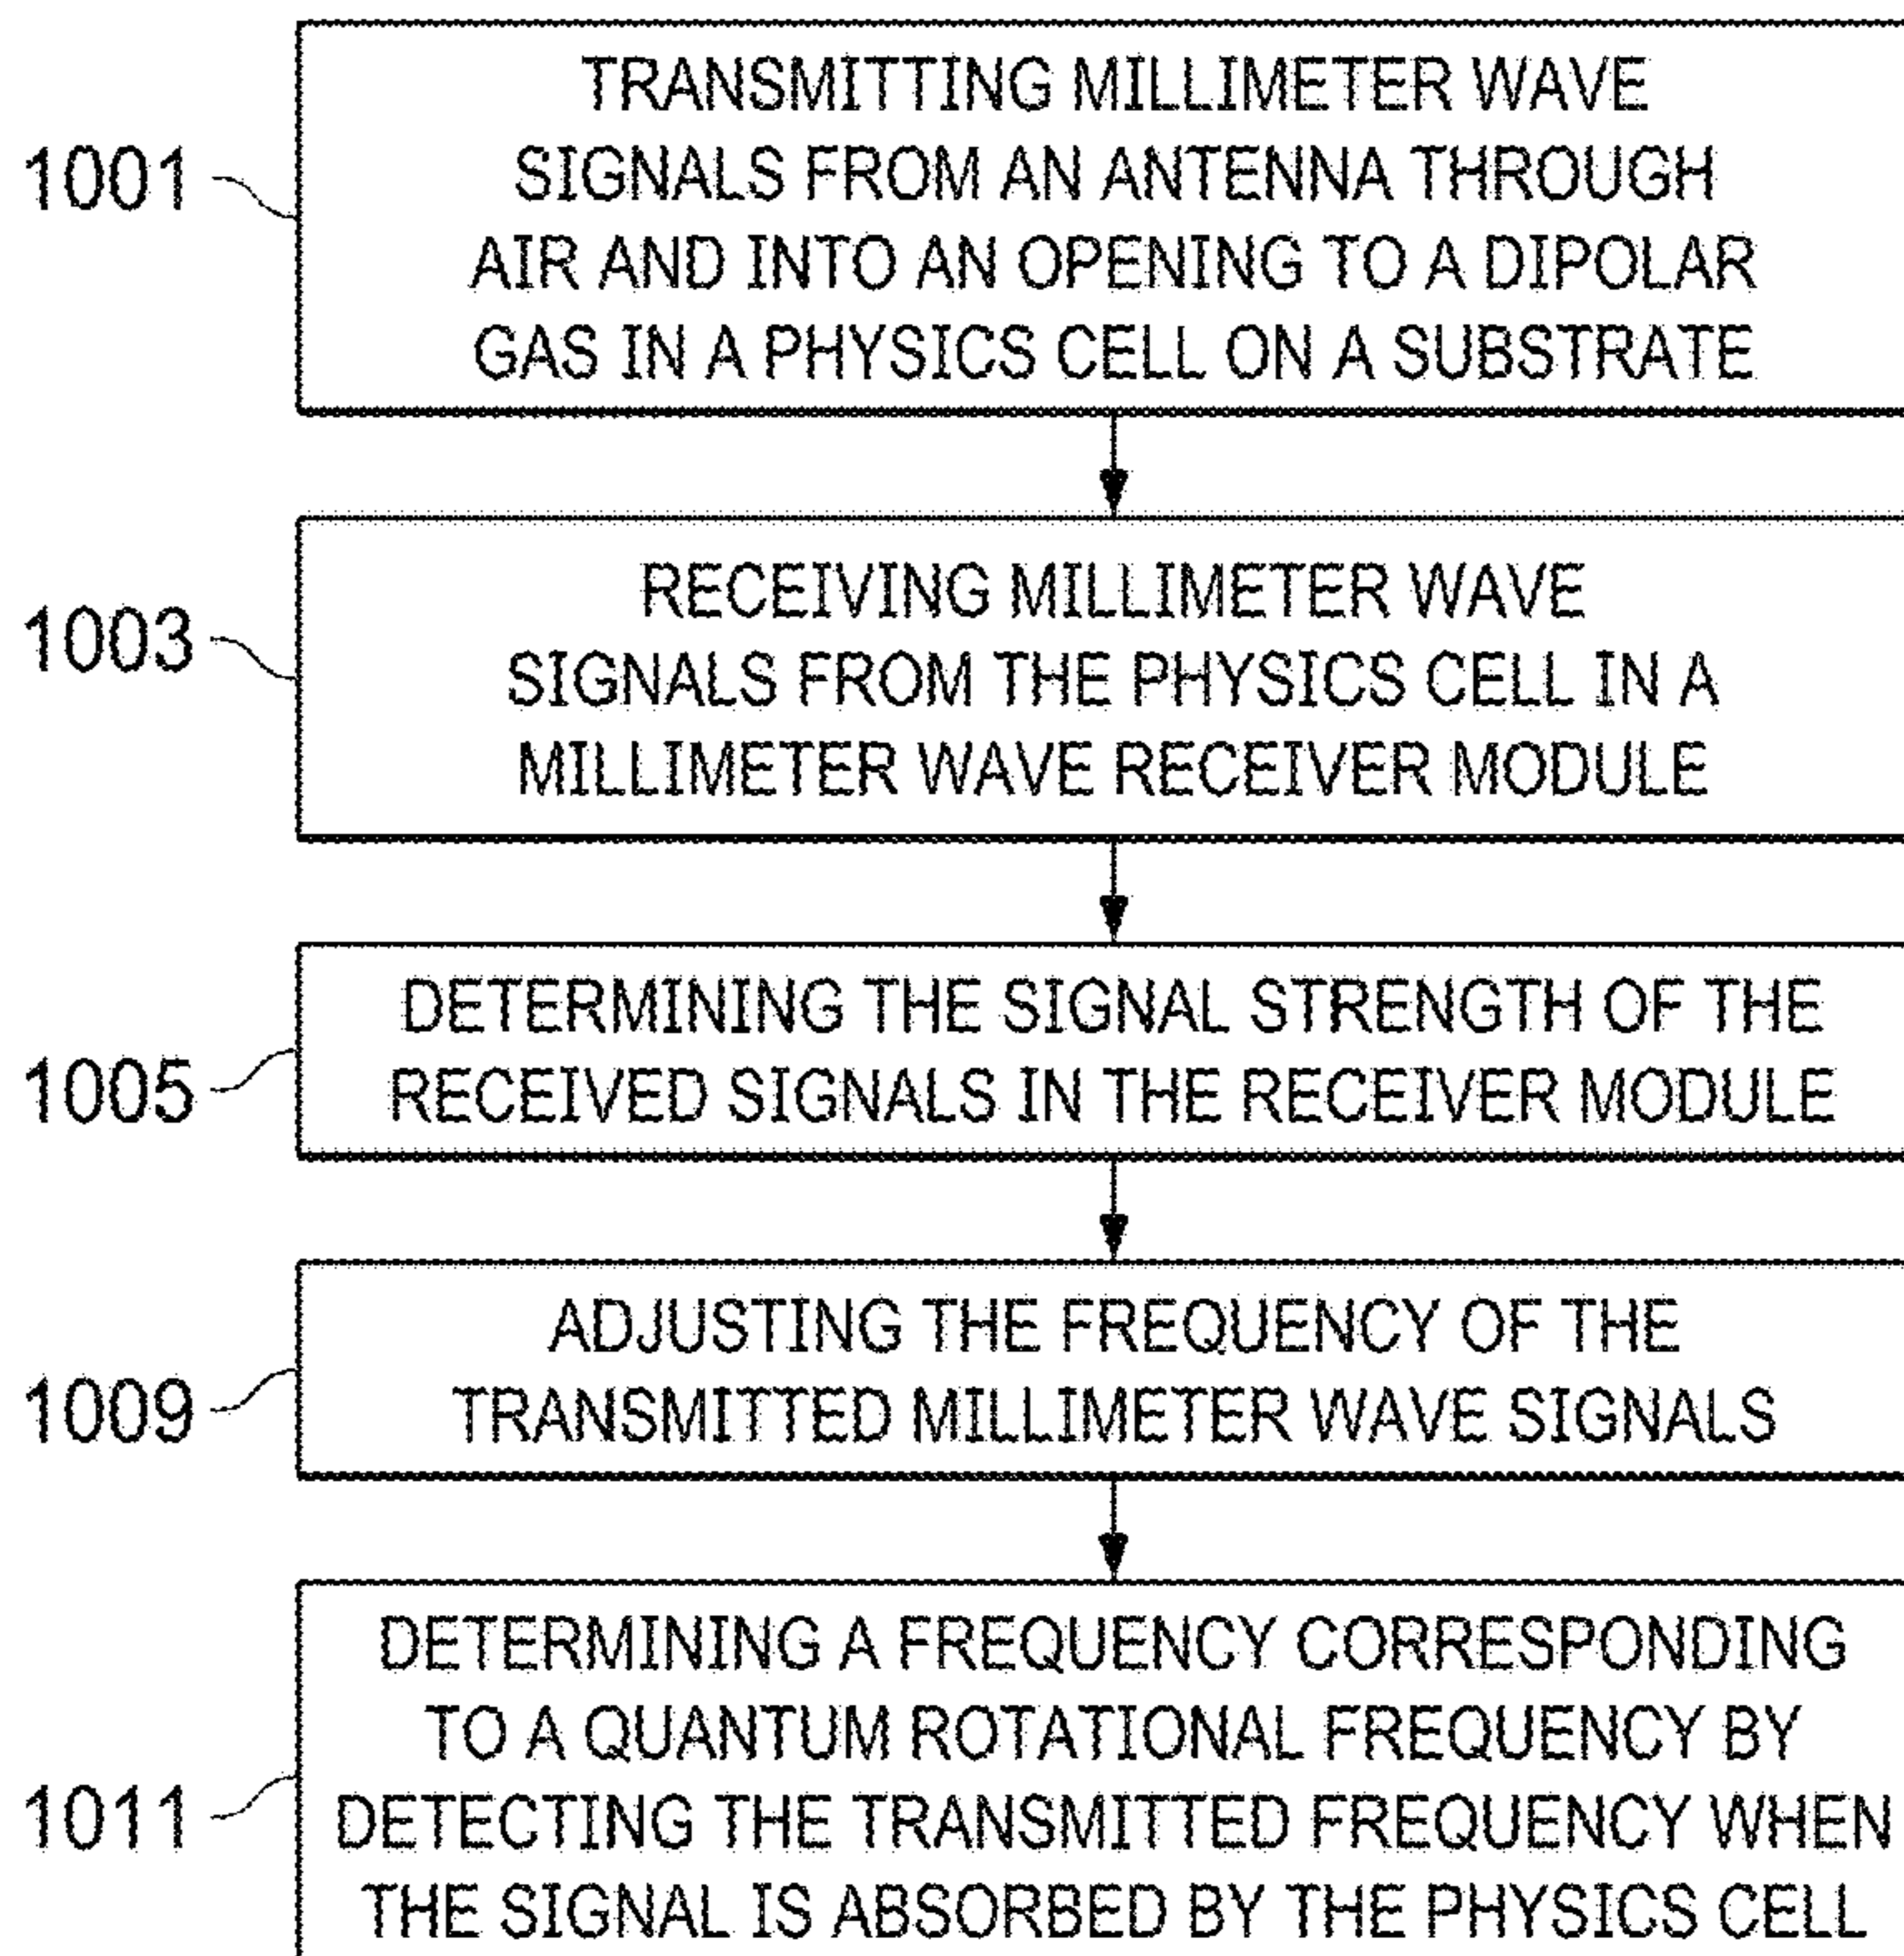 1001
TRANSMITTING MILLIMETER WAVE
SIGNALS FROM AN ANTENNA THROUGH
AIR AND INTO AN OPENING TO A DIPOLAR
GAS IN A PHYSICS CELL ON A SUBSTRATE
1003
RECEIVING MILLIMETER WAVE
SIGNALS FROM THE PHYSICS CELL IN A
MILLIMETER WAVE RECEIVER MODULE
1005
DETERMINING THE SIGNAL STRENGTH OF THE
RECEIVED SIGNALS IN THE RECEIVER MODULE
1009
ADJUSTING THE FREQUENCY OF THE
TRANSMITTED MILLIMETER WAVE SIGNALS
1011
DETERMINING A FREQUENCY CORRESPONDING
TO A QUANTUM ROTATIONAL FREQUENCY BY
DETECTING THE TRANSMITTED FREQUENCY WHEN
THE SIGNAL IS ABSORBED BY THE PHYSICS CELL